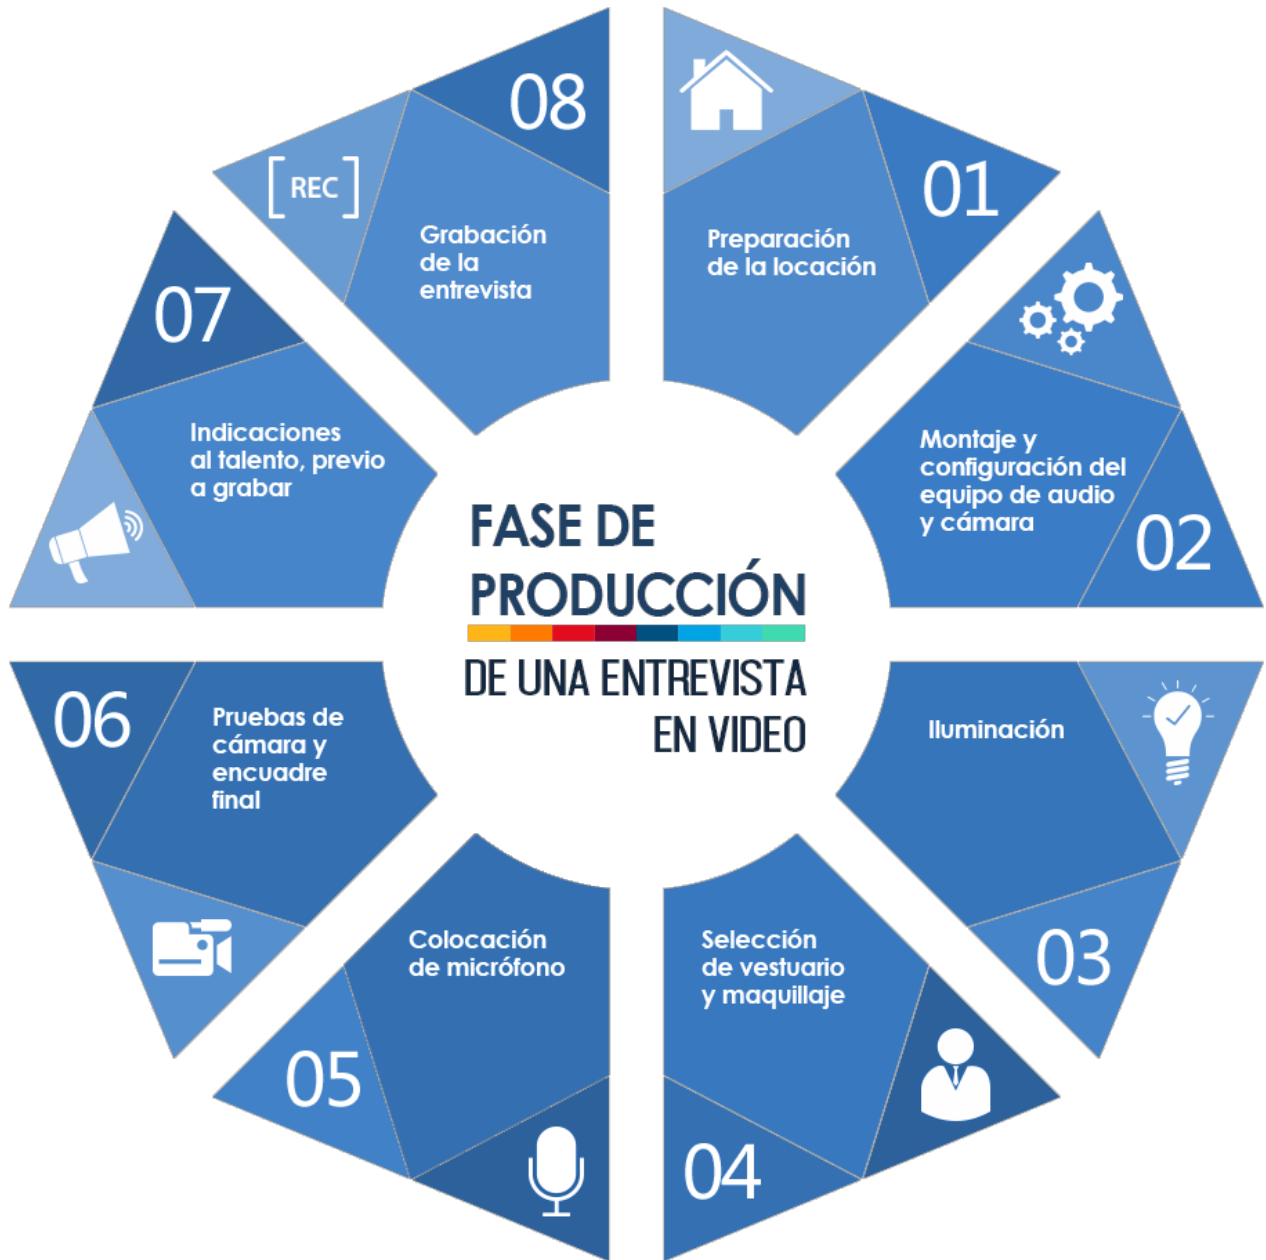 FASE DE
PRODUCCIÓN
DE UNA ENTREVISTA
EN VIDEO
01
Preparación
de la locación
02
Montaje y
configuración del
equipo de audio
y cámara
03
Iluminación
04
Selección
de vestuario
y maquillaje
05
Colocación
de micrófono
06
Pruebas de
cámara y
encuadre
final
07
Indicaciones
al talento, previo
a grabar
08
[REC]
Grabación
de la
entrevista